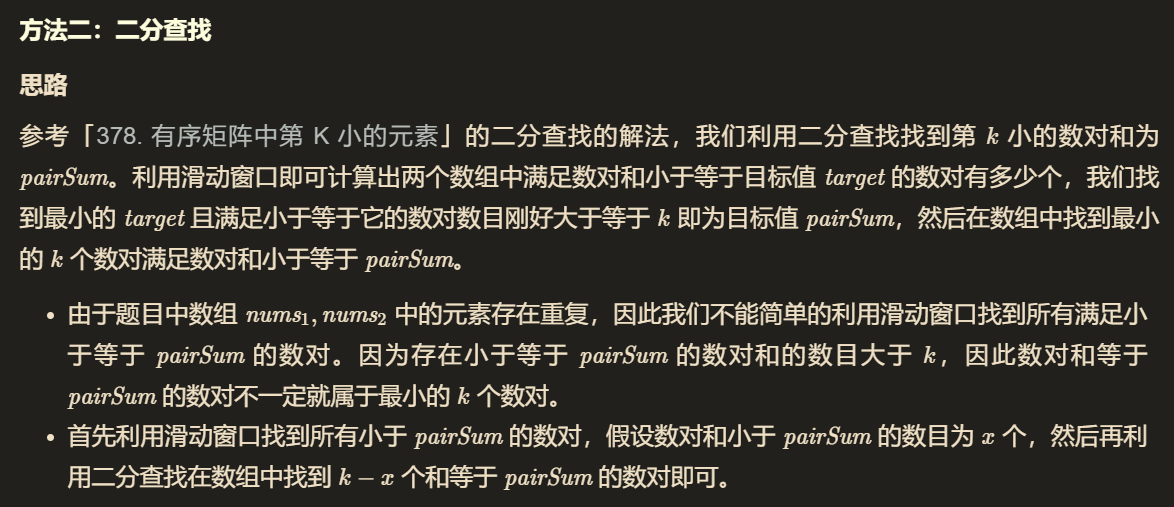 方法二：二分查找
思路
参考「378. 有序矩阵中第 K 小的元素」的二分查找的解法，我们利用二分查找找到第 k 小的数对和为
pairSum。利用滑动窗口即可计算出两个数组中满足数对和小于等于目标值 target 的数对有多少个，我们找
到最小的 target 且满足小于等于它的数对数目刚好大于等于 k 即为目标值 pairSum，然后在数组中找到最小
的 k 个数对满足数对和小于等于 pairSum。
• 由于题目中数组 nums₁, nums₂ 中的元素存在重复，因此我们不能简单的利用滑动窗口找到所有满足小
于等于 pairSum 的数对。因为存在小于等于 pairSum 的数对和的数目大于 k，因此数对和等于
pairSum 的数对不一定就属于最小的 k 个数对。
• 首先利用滑动窗口找到所有小于 pairSum 的数对，假设数对和小于 pairSum 的数目为 x 个，然后再利
用二分查找在数组中找到 k − x 个和等于 pairSum 的数对即可。